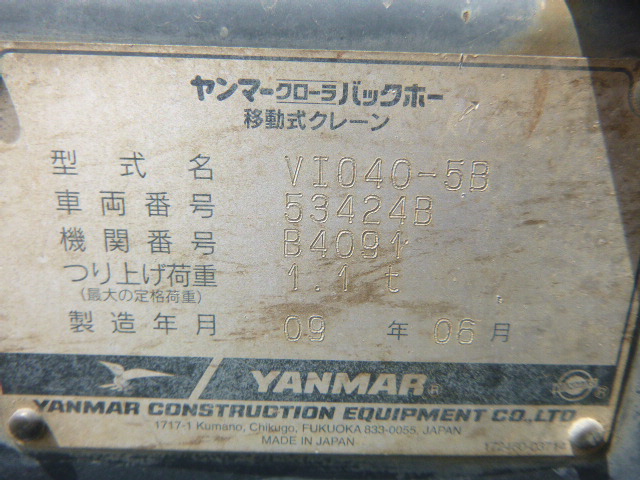 ヤンマークローラバックホー
移動式クレーン
型式名 VIO40-5B
車両番号 53424B
機関番号 B4091
つり上げ荷重 1.1 t
(最大の定格荷重)
製造年月 09 年 06 月
YANMAR ®
YANMAR CONSTRUCTION EQUIPMENT CO.,LTD
1717-1 Kumano, Chikugo, FUKUOKA 833-0055, JAPAN
MADE IN JAPAN